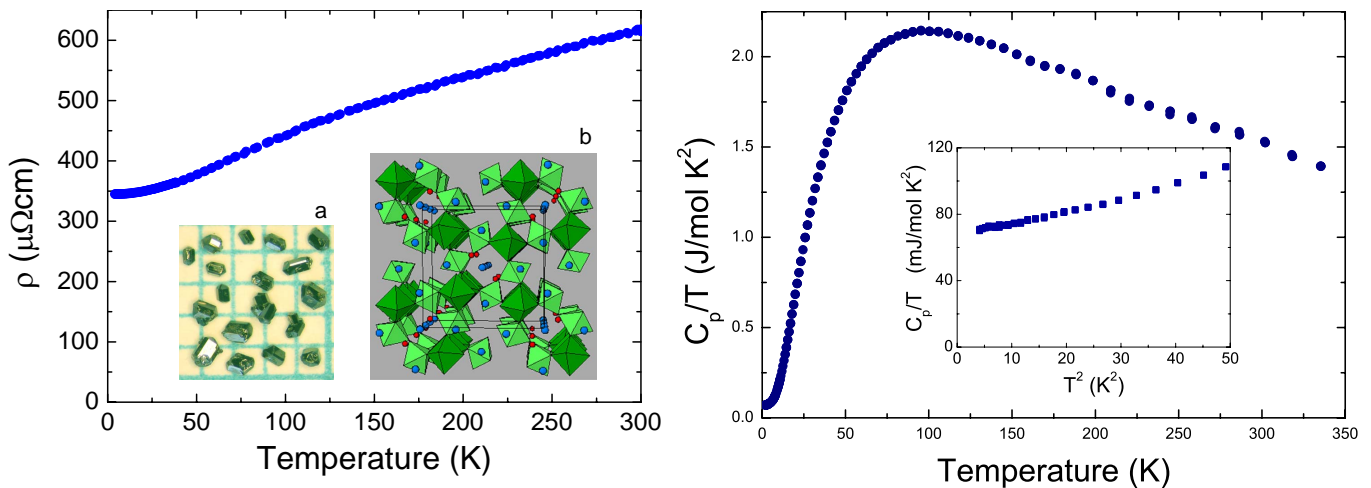 600
500
400
300
200
100
0
ρ (μΩcm)
a
b
0 50 100 150 200 250 300
Temperature (K)
2.0
1.5
1.0
0.5
0.0
C_p/T (J/mol K²)
120
80
40
0
C_p/T (mJ/mol K²)
0 10 20 30 40 50
T² (K²)
0 50 100 150 200 250 300 350
Temperature (K)